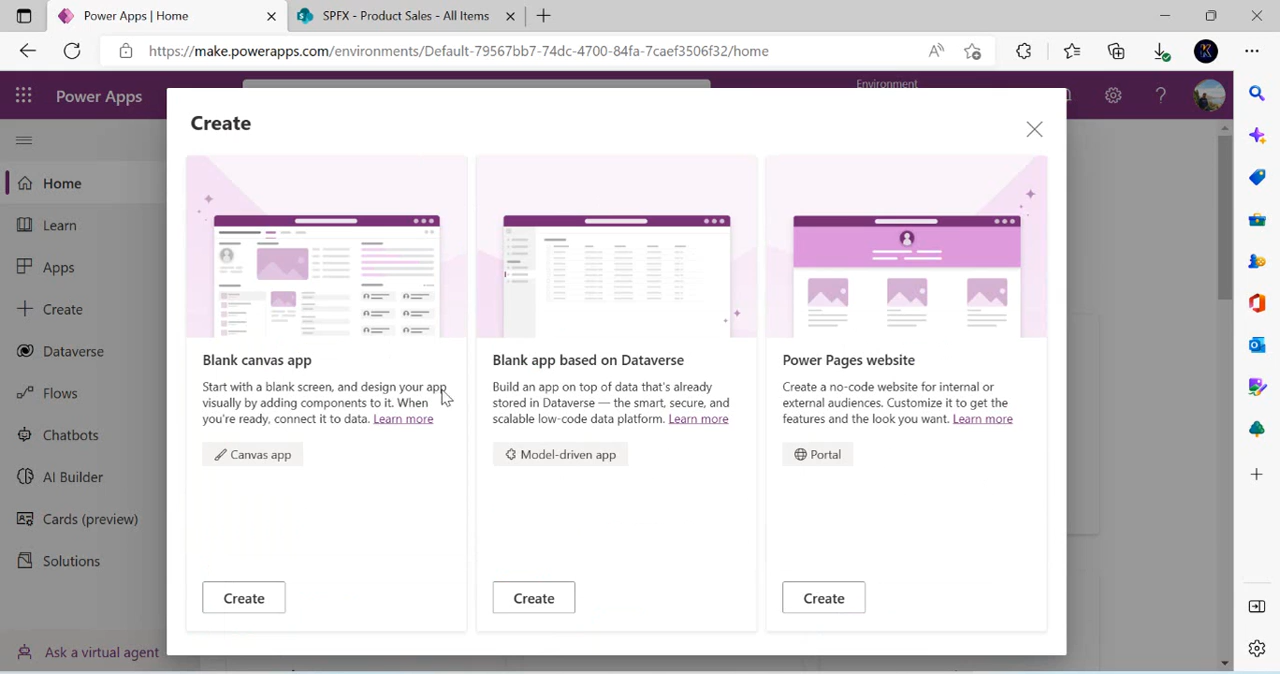 Power Apps | Home
SPFX - Product Sales - All Items
https://make.powerapps.com/environments/Default-79567bb7-74dc-4700-84fa-7caef3506f32/home
Power Apps
Environment
Home
Learn
Apps
Create
Dataverse
Flows
Chatbots
AI Builder
Cards (preview)
Solutions
Ask a virtual agent
Create
Blank canvas app
Start with a blank screen, and design your app
visually by adding components to it. When
you're ready, connect it to data. Learn more
Canvas app
Create
Blank app based on Dataverse
Build an app on top of data that's already
stored in Dataverse — the smart, secure, and
scalable low-code data platform. Learn more
Model-driven app
Create
Power Pages website
Create a no-code website for internal or
external audiences. Customize it to get the
features and the look you want. Learn more
Portal
Create